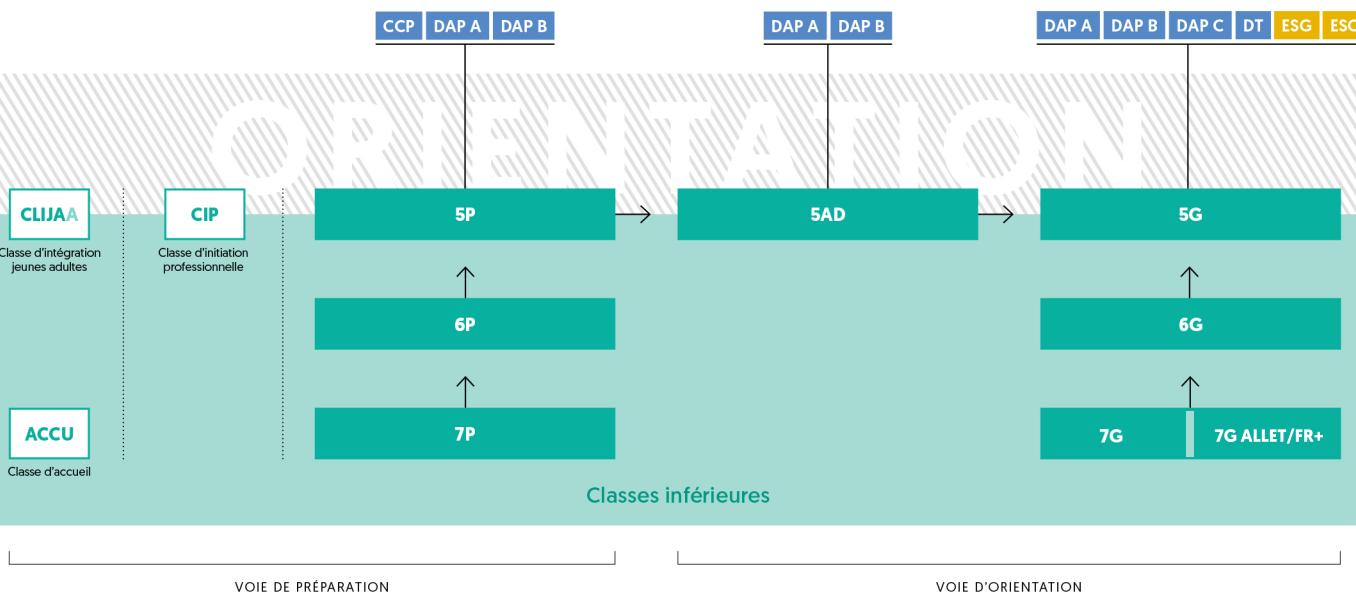 CCP DAP A DAP B
DAP A DAP B
DAP A DAP B DAP C DT ESG ESC
ORIENTATION
CLIJAA
Classe d'intégration
jeunes adultes
CIP
Classe d'initiation
professionnelle
5P
5AD
5G
6P
6G
ACCU
Classe d'accueil
7P
7G
7G ALLET/FR+
Classes inférieures
VOIE DE PRÉPARATION
VOIE D'ORIENTATION